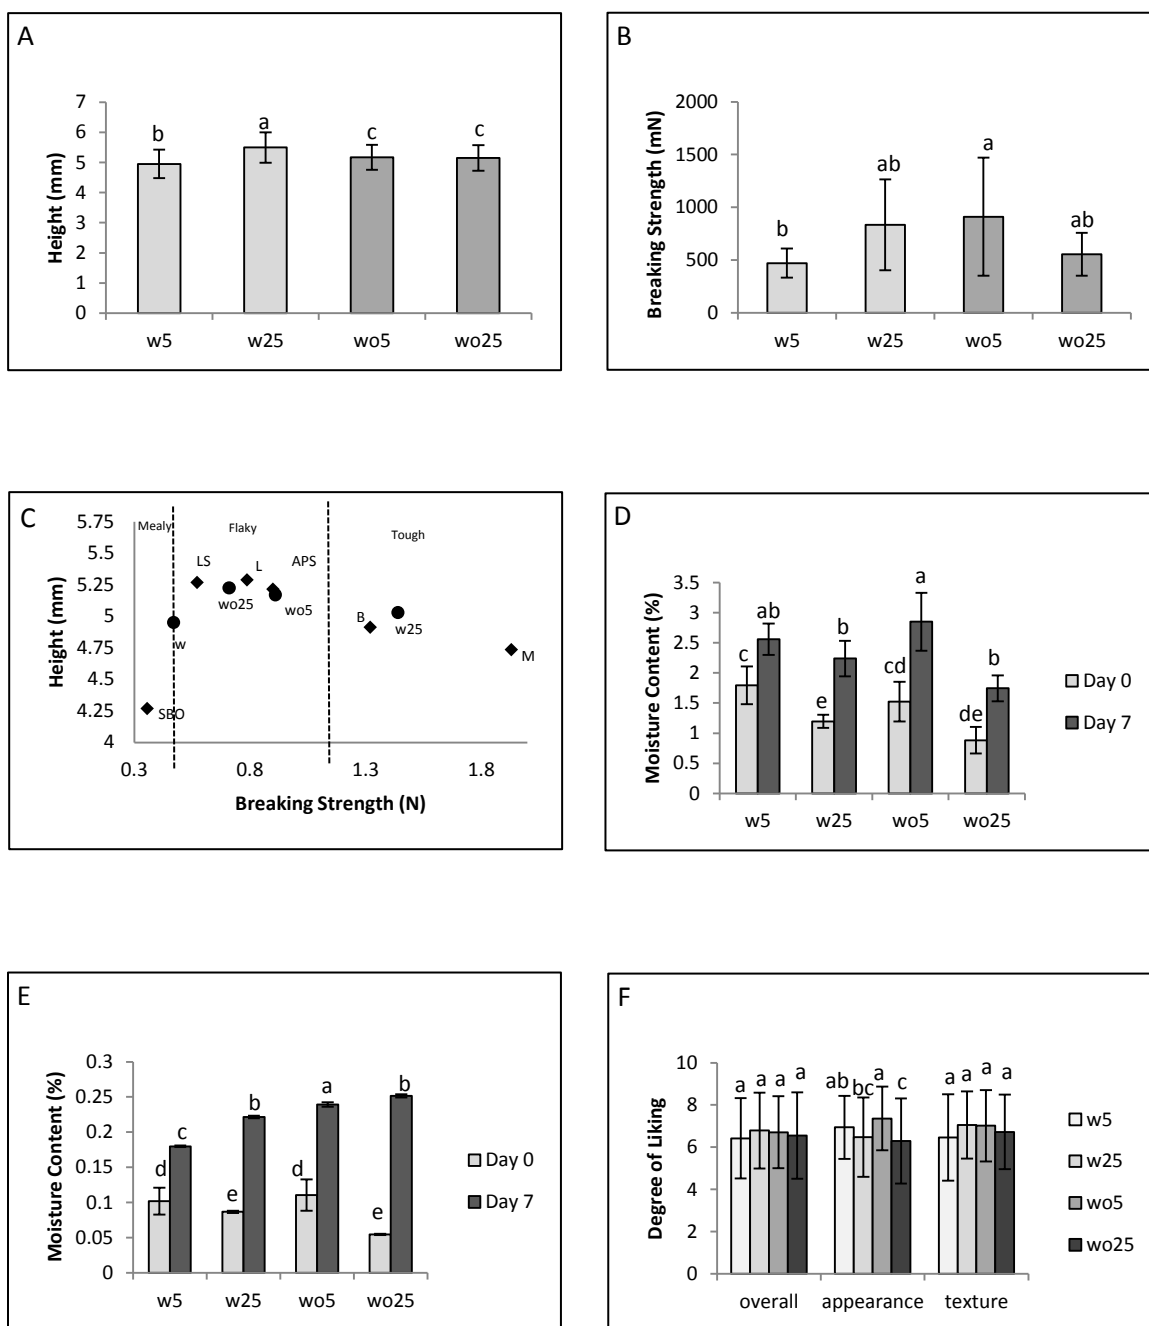 A
Height (mm)
7
6
5
4
3
2
1
0
b
a
c
c
w5
w25
wo5
wo25
B
Breaking Strength (mN)
2000
1500
1000
500
0
b
ab
a
ab
w5
w25
wo5
wo25
C
Height (mm)
5.75
5.5
5.25
5
4.75
4.5
4.25
4
Mealy
Flaky
Tough
LS
L
APS
wo25
wo5
w
B
w25
M
SBO
0.3
0.8
1.3
1.8
Breaking Strength (N)
D
Moisture Content (%)
3.5
3
2.5
2
1.5
1
0.5
0
c
ab
e
b
cd
a
de
b
w5
w25
wo5
wo25
Day 0
Day 7
E
Moisture Content (%)
0.3
0.25
0.2
0.15
0.1
0.05
0
d
c
e
b
d
a
e
b
w5
w25
wo5
wo25
Day 0
Day 7
F
Degree of Liking
10
8
6
4
2
0
a
a
a
a
ab
bc
a
c
a
a
a
a
overall
appearance
texture
w5
w25
wo5
wo25